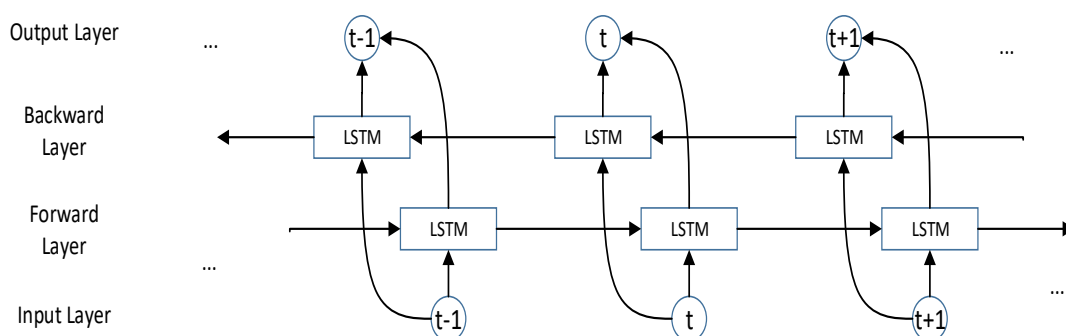 Output Layer ... t-1 t t+1 ...
Backward
Layer
LSTM LSTM LSTM
Forward
Layer
LSTM LSTM LSTM
... ...
Input Layer t-1 t t+1